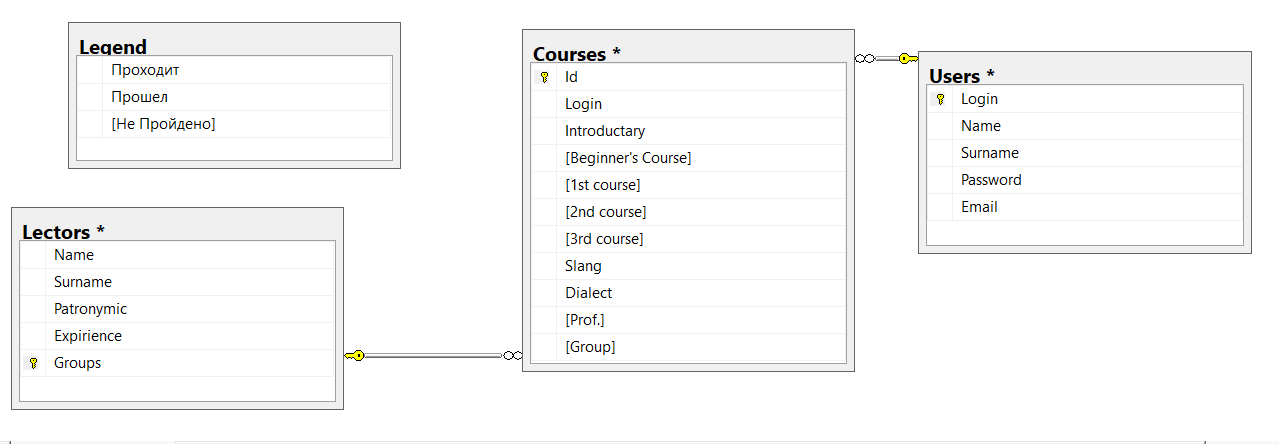 Legend
Проходит
Прошел
[Не Пройдено]
Lectors *
Name
Surname
Patronymic
Expirience
Groups
Courses *
Id
Login
Introductary
[Beginner's Course]
[1st course]
[2nd course]
[3rd course]
Slang
Dialect
[Prof.]
[Group]
Users *
Login
Name
Surname
Password
Email